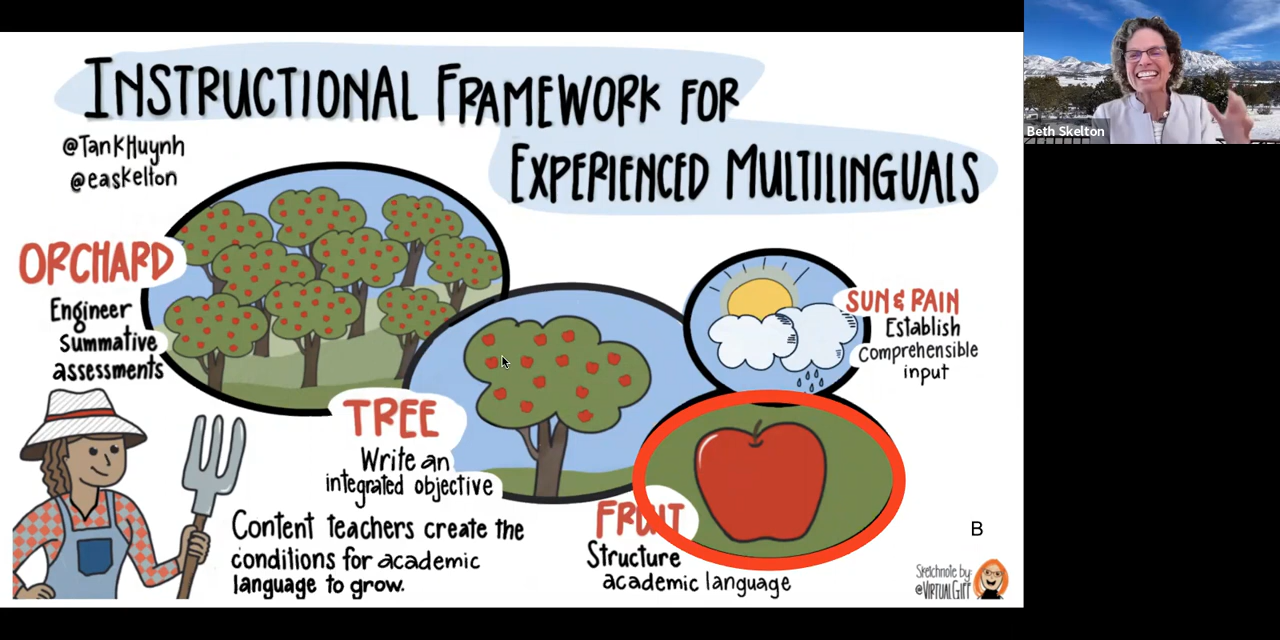 INSTRUCTIONAL FRAMEWORK FOR
EXPERIENCED MULTILINGUALS
@TanKHuynh
@easkelton
ORCHARD
Engineer
Summative
assessments
SUN & RAIN
Establish
Comprehensible
input
TREE
Write an
integrated objective
Content teachers create the
conditions for academic
language to grow.
FRUIT
Structure
academic language
B
Sketchnote by:
@VIRTUALGIFF
Beth Skelton